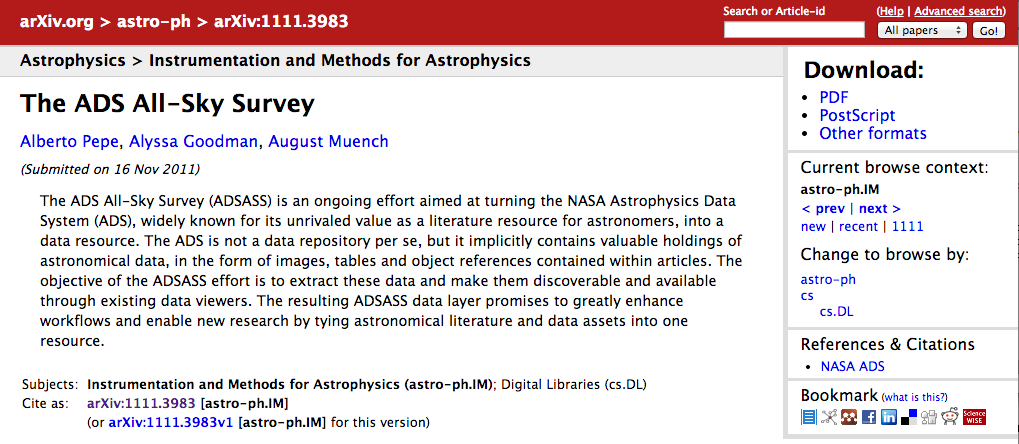 arXiv.org > astro-ph > arXiv:1111.3983
Search or Article-id
(Help | Advanced search)
All papers
Go!
Astrophysics > Instrumentation and Methods for Astrophysics
The ADS All-Sky Survey
Alberto Pepe, Alyssa Goodman, August Muench
(Submitted on 16 Nov 2011)
The ADS All-Sky Survey (ADSASS) is an ongoing effort aimed at turning the NASA Astrophysics Data
System (ADS), widely known for its unrivaled value as a literature resource for astronomers, into a
data resource. The ADS is not a data repository per se, but it implicitly contains valuable holdings of
astronomical data, in the form of images, tables and object references contained within articles. The
objective of the ADSASS effort is to extract these data and make them discoverable and available
through existing data viewers. The resulting ADSASS data layer promises to greatly enhance
workflows and enable new research by tying astronomical literature and data assets into one
resource.
Subjects: Instrumentation and Methods for Astrophysics (astro-ph.IM); Digital Libraries (cs.DL)
Cite as: arXiv:1111.3983 [astro-ph.IM]
(or arXiv:1111.3983v1 [astro-ph.IM] for this version)
Download:
• PDF
• PostScript
• Other formats
Current browse context:
astro-ph.IM
< prev | next >
new | recent | 1111
Change to browse by:
astro-ph
cs
cs.DL
References & Citations
• NASA ADS
Bookmark (what is this?)
Science
WISE